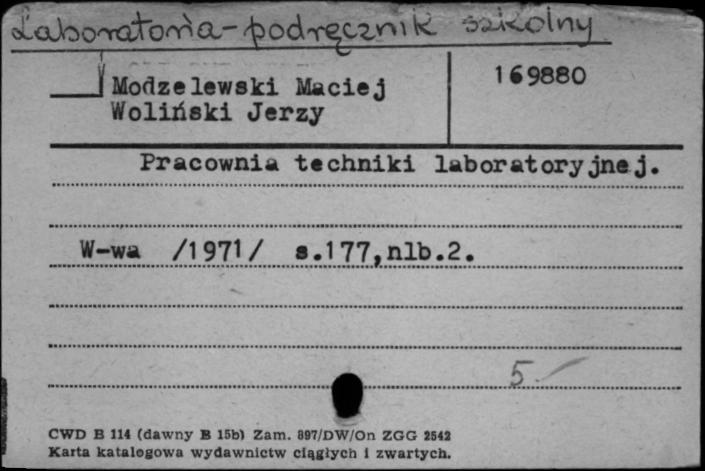 Laboratoria - podręcznik szkolny
Modzelewski Maciej
169880
Woliński Jerzy
Pracownia techniki laboratoryjnej.
W-wa /1971/ s.177,nlb.2.
5
CWD B 114 (dawny B 15b) Zam. 897/DW/On ZGG 2542
Karta katalogowa wydawnictw ciągłych i zwartych.